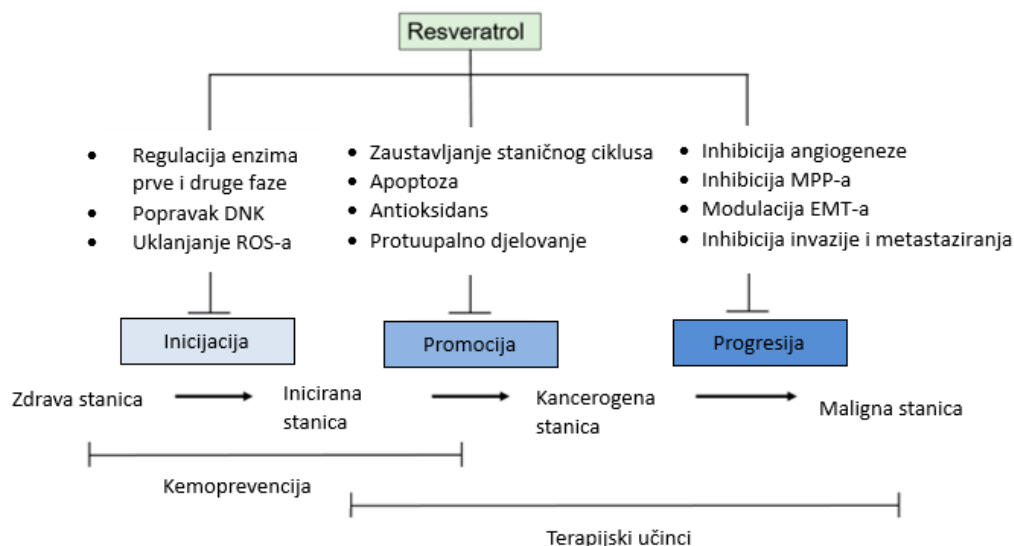 Resveratrol
• Regulacija enzima
prve i druge faze
• Popravak DNK
• Uklanjanje ROS-a
• Zaustavljanje staničnog ciklusa
• Apoptoza
• Antioksidans
• Protuupalno djelovanje
• Inhibicija angiogeneze
• Inhibicija MPP-a
• Modulacija EMT-a
• Inhibicija invazije i metastaziranja
Inicijacija
Promocija
Progresija
Zdrava stanica
Inicirana
stanica
Kancerogena
stanica
Maligna stanica
Kemoprevencija
Terapijski učinci